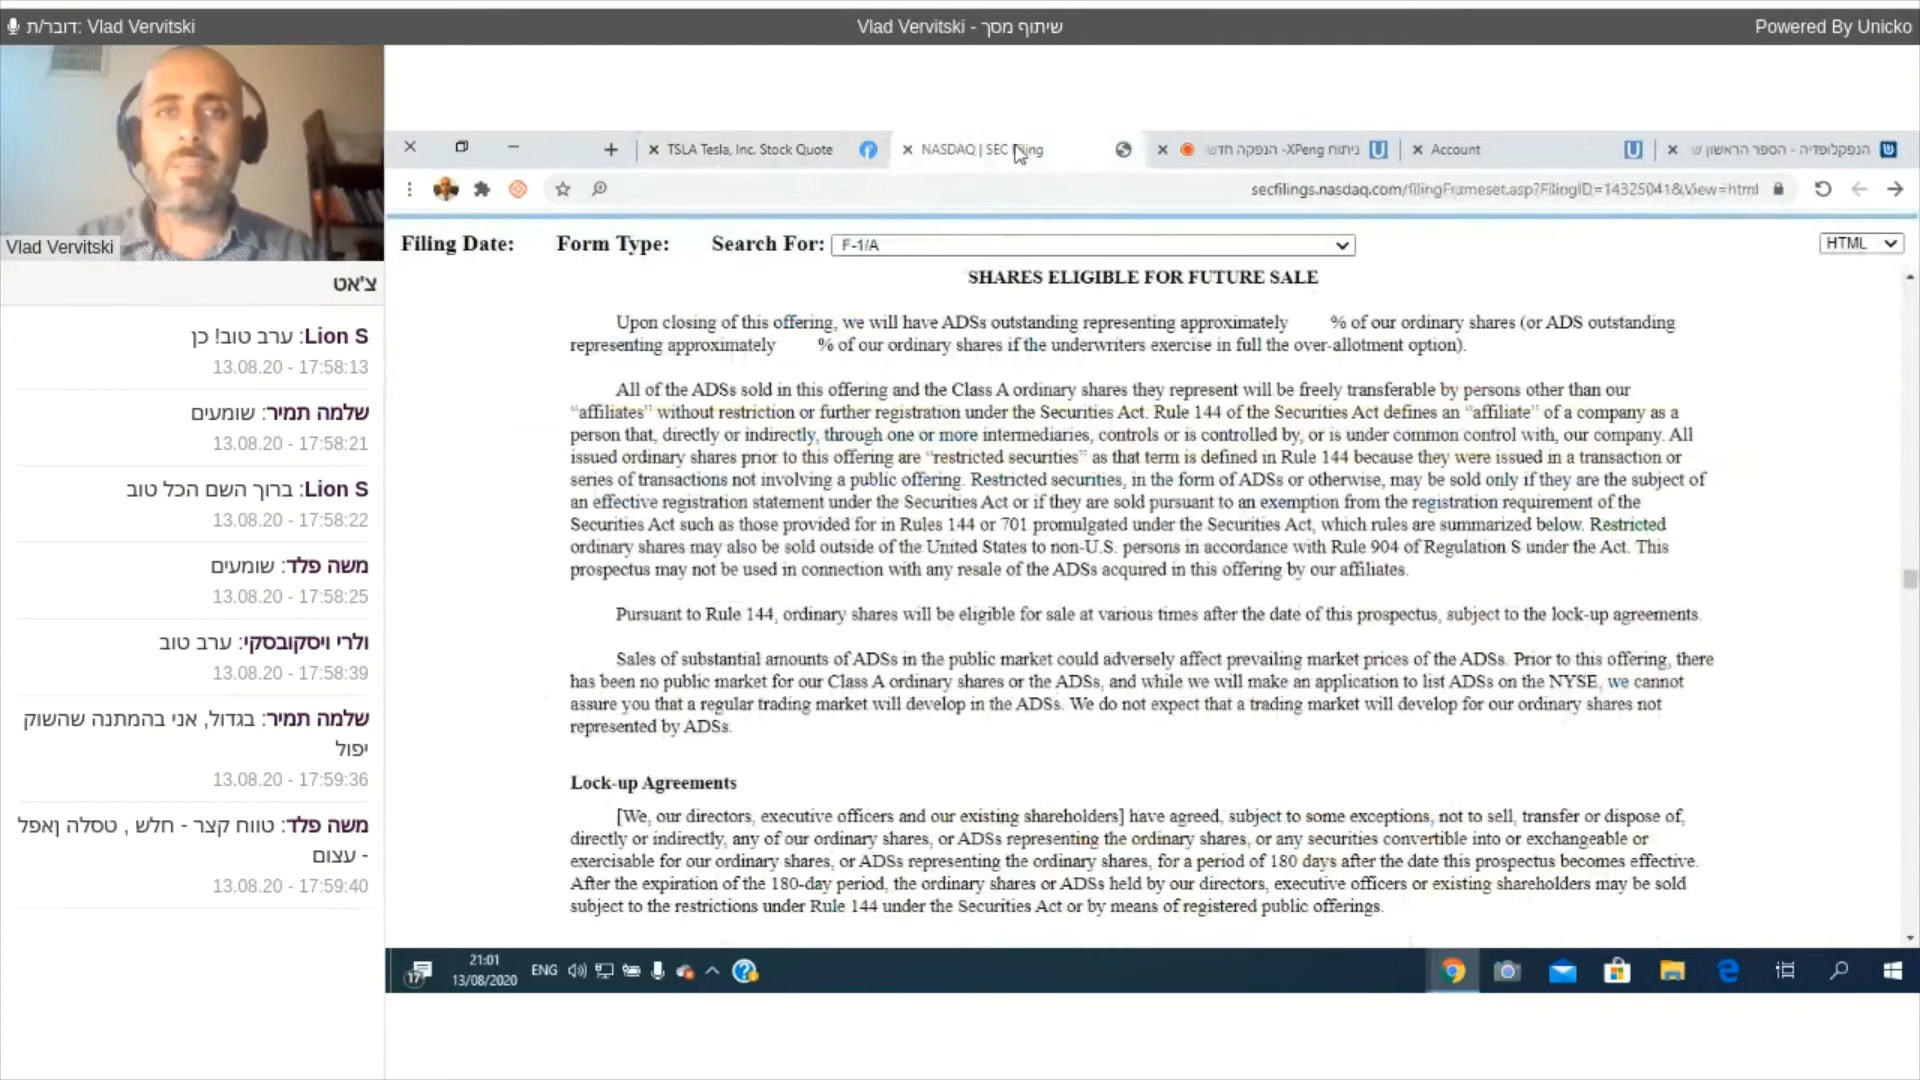 דובר/ת: Vlad Vervitski
שיתוף מסך - Vlad Vervitski
Powered By Unicko
Vlad Vervitski
צ'אט
Lion S: ערב טוב! כן
13.08.20 - 17:58:13
שלמה תמיר: שומעים
13.08.20 - 17:58:21
Lion S: ברוך השם הכל טוב
13.08.20 - 17:58:22
משה פלד: שומעים
13.08.20 - 17:58:25
ולרי ויסקובסקי: ערב טוב
13.08.20 - 17:58:39
שלמה תמיר: בגדול, אני בהמתנה שהשוק
יפול
13.08.20 - 17:59:36
משה פלד: טווח קצר - חלש , טסלה ןאפל
- עצום
13.08.20 - 17:59:40
TSLA Tesla, Inc. Stock Quote
NASDAQ | SEC Filing
ניתוח XPeng- הנפקה חדש
Account
הנפקלופדיה - הספר הראשון ש
secfilings.nasdaq.com/filingFrameset.asp?FilingID=14325041&View=html
Filing Date: Form Type: Search For: F-1/A HTML
SHARES ELIGIBLE FOR FUTURE SALE
Upon closing of this offering, we will have ADSs outstanding representing approximately % of our ordinary shares (or ADS outstanding
representing approximately % of our ordinary shares if the underwriters exercise in full the over-allotment option).
All of the ADSs sold in this offering and the Class A ordinary shares they represent will be freely transferable by persons other than our
“affiliates” without restriction or further registration under the Securities Act. Rule 144 of the Securities Act defines an “affiliate” of a company as a
person that, directly or indirectly, through one or more intermediaries, controls or is controlled by, or is under common control with, our company. All
issued ordinary shares prior to this offering are “restricted securities” as that term is defined in Rule 144 because they were issued in a transaction or
series of transactions not involving a public offering. Restricted securities, in the form of ADSs or otherwise, may be sold only if they are the subject of
an effective registration statement under the Securities Act or if they are sold pursuant to an exemption from the registration requirement of the
Securities Act such as those provided for in Rules 144 or 701 promulgated under the Securities Act, which rules are summarized below. Restricted
ordinary shares may also be sold outside of the United States to non-U.S. persons in accordance with Rule 904 of Regulation S under the Act. This
prospectus may not be used in connection with any resale of the ADSs acquired in this offering by our affiliates.
Pursuant to Rule 144, ordinary shares will be eligible for sale at various times after the date of this prospectus, subject to the lock-up agreements.
Sales of substantial amounts of ADSs in the public market could adversely affect prevailing market prices of the ADSs. Prior to this offering, there
has been no public market for our Class A ordinary shares or the ADSs, and while we will make an application to list ADSs on the NYSE, we cannot
assure you that a regular trading market will develop in the ADSs. We do not expect that a trading market will develop for our ordinary shares not
represented by ADSs.
Lock-up Agreements
[We, our directors, executive officers and our existing shareholders] have agreed, subject to some exceptions, not to sell, transfer or dispose of,
directly or indirectly, any of our ordinary shares, or ADSs representing the ordinary shares, or any securities convertible into or exchangeable or
exercisable for our ordinary shares, or ADSs representing the ordinary shares, for a period of 180 days after the date this prospectus becomes effective.
After the expiration of the 180-day period, the ordinary shares or ADSs held by our directors, executive officers or existing shareholders may be sold
subject to the restrictions under Rule 144 under the Securities Act or by means of registered public offerings.
17
21:01
13/08/2020
ENG